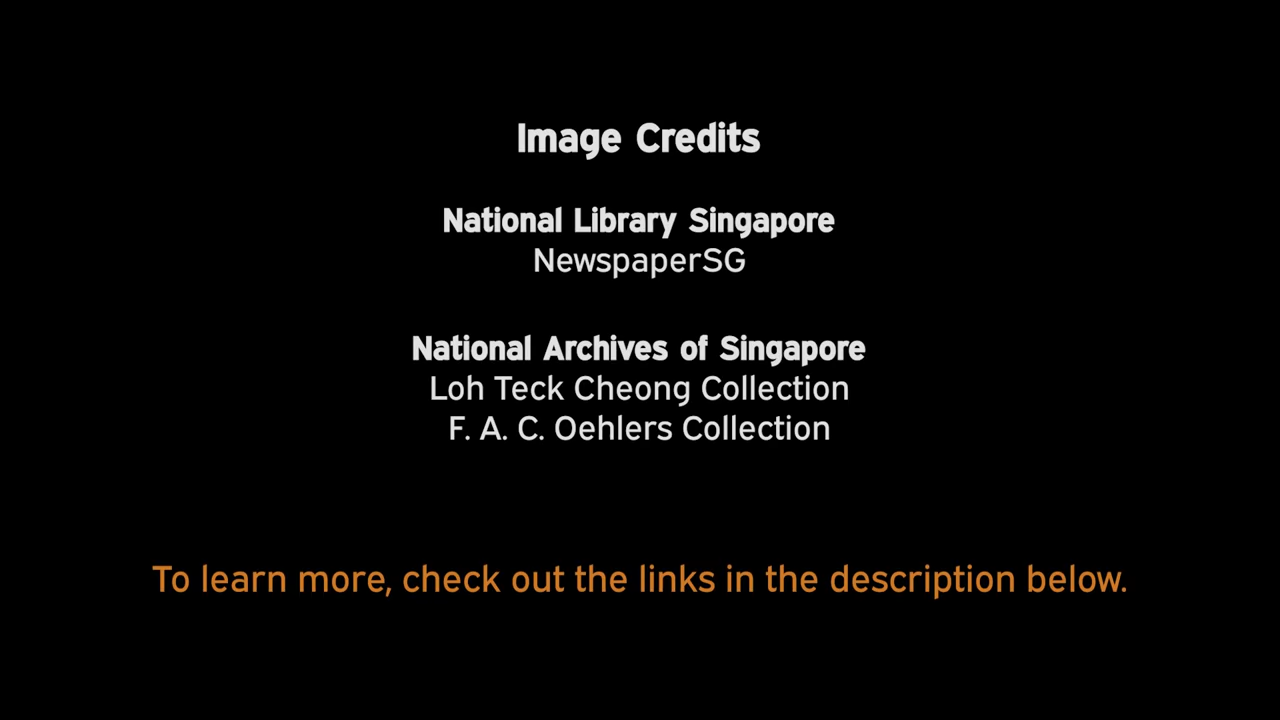 Image Credits
National Library Singapore
NewspaperSG
National Archives of Singapore
Loh Teck Cheong Collection
F. A. C. Oehlers Collection
To learn more, check out the links in the description below.